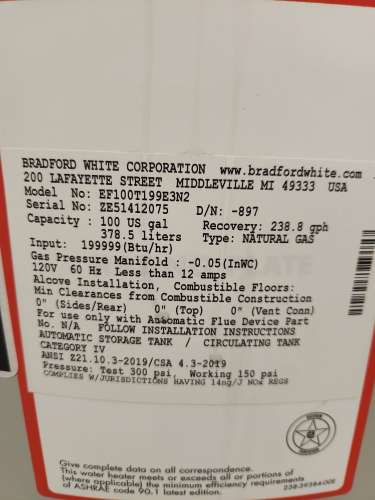 BRADFORD WHITE CORPORATION www.bradfordwhite.com
200 LAFAYETTE STREET MIDDLEVILLE MI 49333 USA
Model No: EF100T199E3N2
Serial No: ZE51412075 D/N: -897
Capacity : 100 US gal Recovery: 238.8 gph
378.5 liters Type: NATURAL GAS
Input: 199999(Btu/hr)
Gas Pressure Manifold : -0.05(InWC)
120V 60 Hz Less than 12 amps
Alcove Installation, Combustible Floors:
Min Clearances from Combustible Construction
0" (Sides/Rear) 0" (Top) 0" (Vent Conn)
For use only with Automatic Flue Device Part
No. N/A FOLLOW INSTALLATION INSTRUCTIONS
AUTOMATIC STORAGE TANK / CIRCULATING TANK
CATEGORY IV
ANSI Z21.10.3-2019/CSA 4.3-2019
Pressure: Test 300 psi, Working 150 psi
COMPLIES W/JURISDICTIONS HAVING 14ng/J NOx REGS
Give complete data on all correspondence.
This water heater meets or exceeds all or portions of
(where applicable) the minimum efficiency requirements
of ASHRAE code 90.1 latest edition.